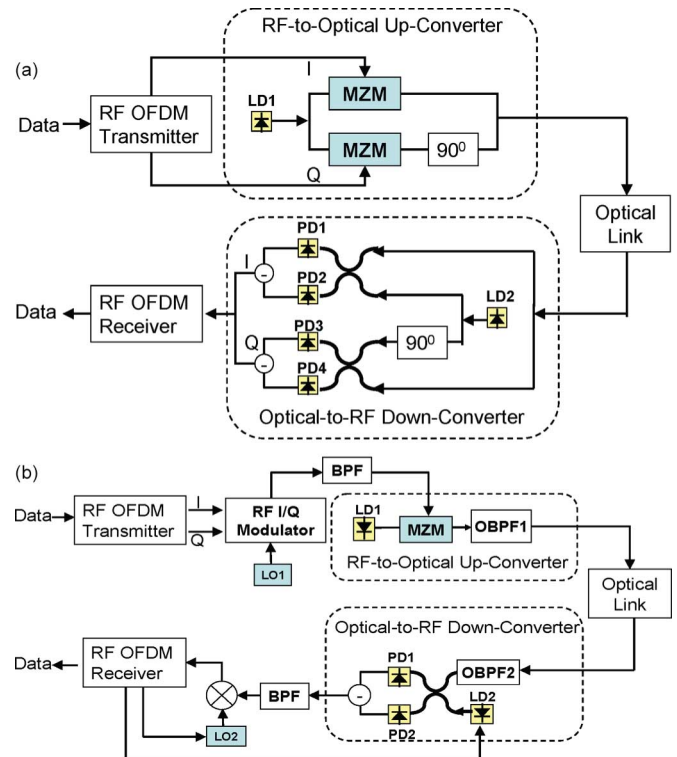 (a)
RF-to-Optical Up-Converter
I
LD1
MZM
Data
RF OFDM
Transmitter
MZM
90⁰
Q
Optical
Link
PD1
I
-
PD2
LD2
Data
RF OFDM
Receiver
Q
PD3
90⁰
-
PD4
Optical-to-RF Down-Converter
(b)
BPF
Data
RF OFDM
Transmitter
I
Q
RF I/Q
Modulator
LD1
MZM
OBPF1
RF-to-Optical Up-Converter
LO1
Optical
Link
Optical-to-RF Down-Converter
Data
RF OFDM
Receiver
PD1
OBPF2
BPF
-
LD2
LO2
PD2